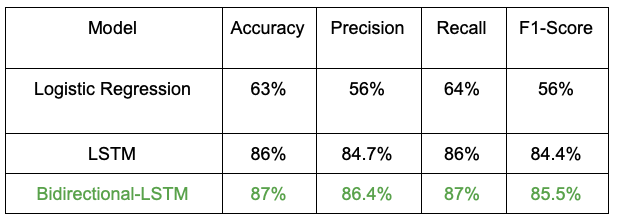 Model Accuracy Precision Recall F1-Score
Logistic Regression 63% 56% 64% 56%
LSTM 86% 84.7% 86% 84.4%
Bidirectional-LSTM 87% 86.4% 87% 85.5%